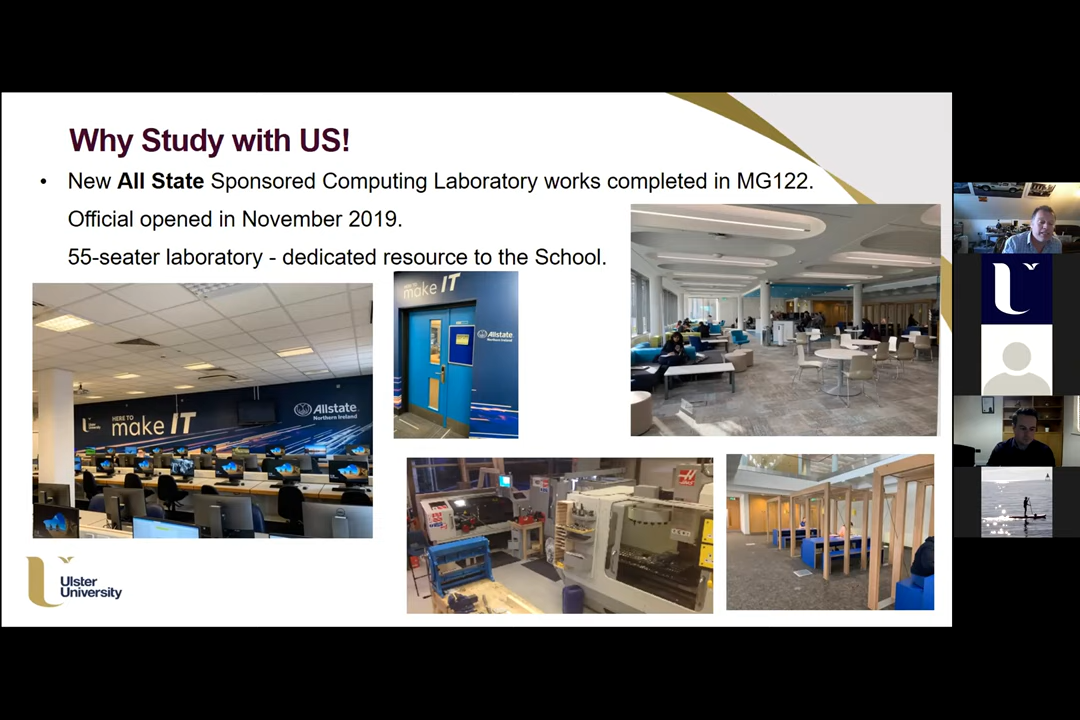 Why Study with US!
• New All State Sponsored Computing Laboratory works completed in MG122.
Official opened in November 2019.
55-seater laboratory - dedicated resource to the School.
make IT
Allstate
Northern Ireland
HERE TO
make IT
Allstate
Northern Ireland
Ulster
University